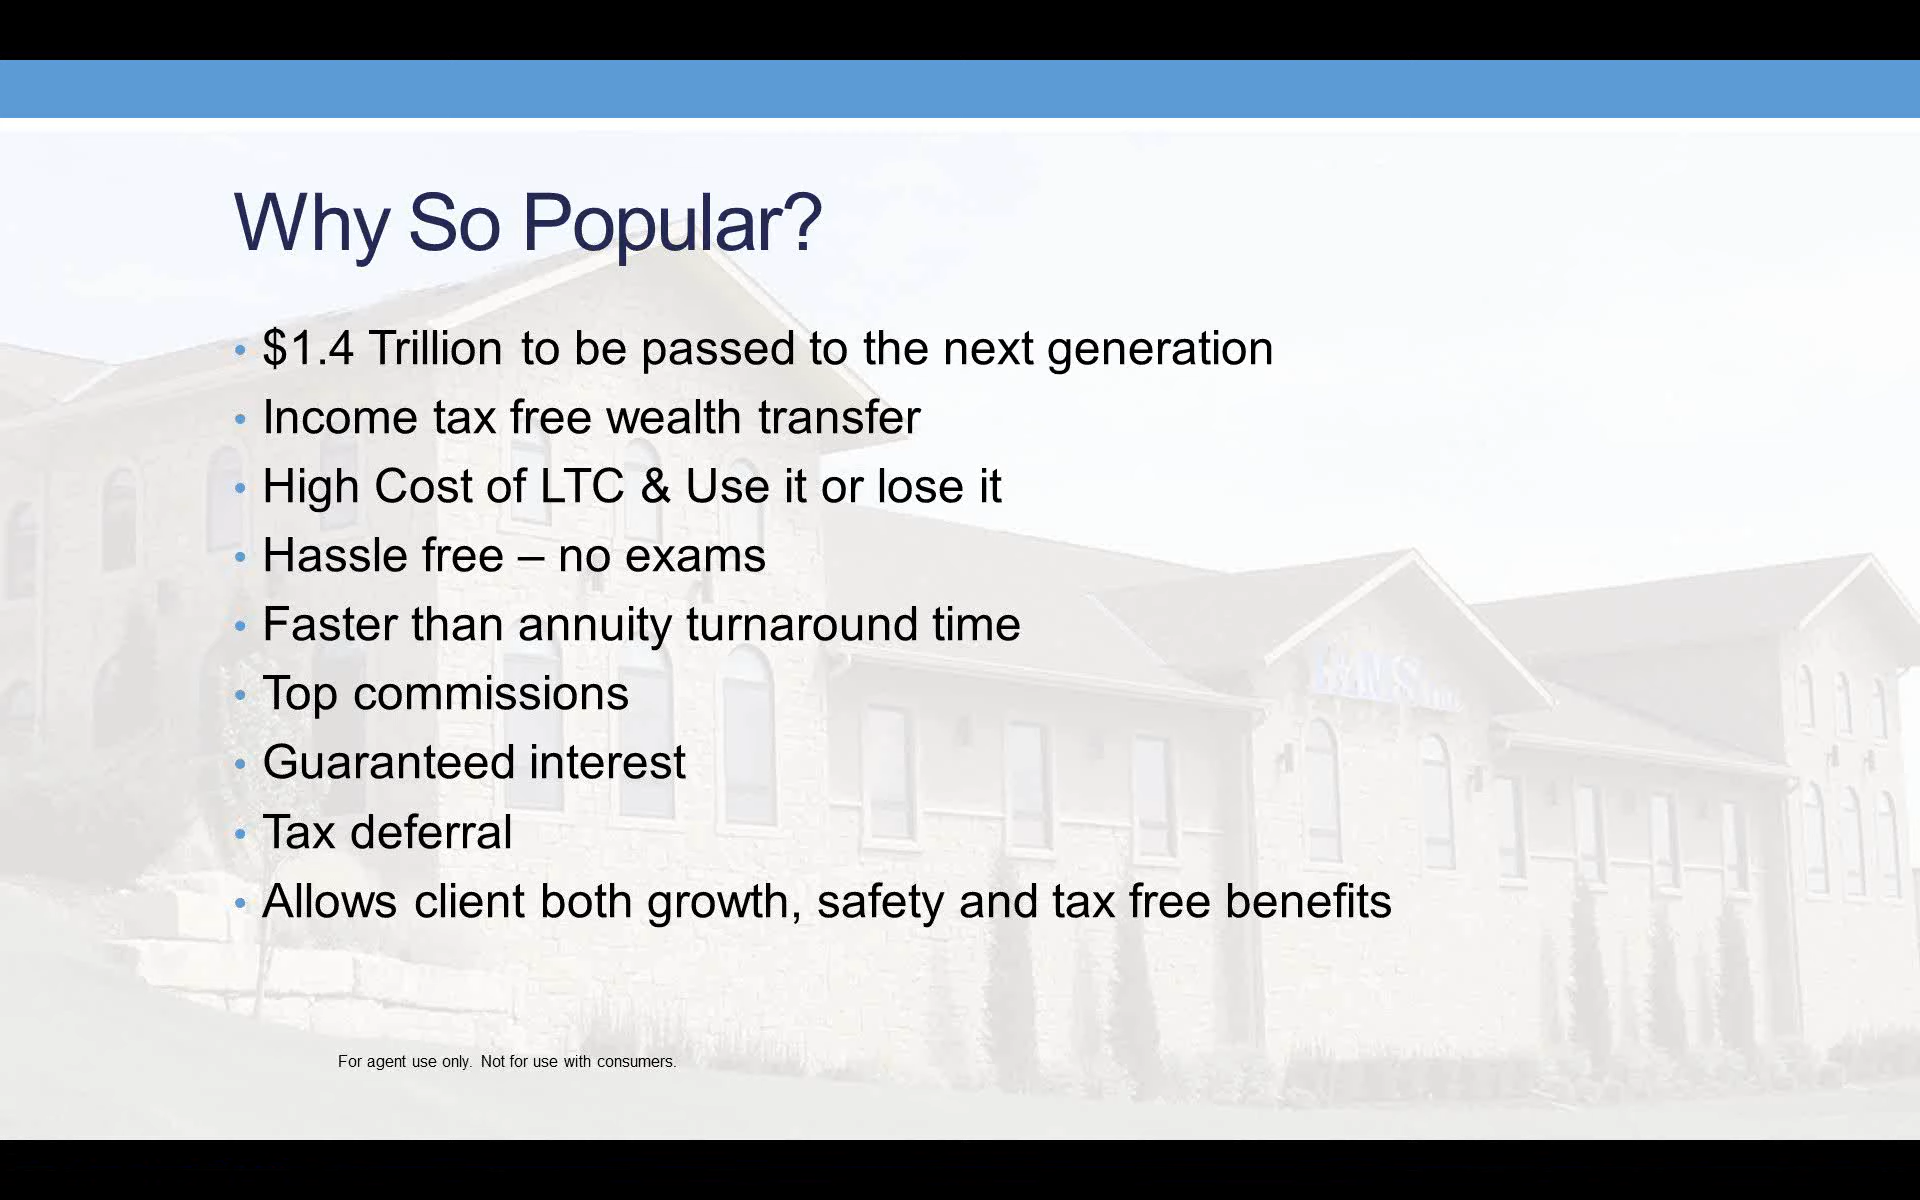 Why So Popular?
• $1.4 Trillion to be passed to the next generation
• Income tax free wealth transfer
• High Cost of LTC & Use it or lose it
• Hassle free – no exams
• Faster than annuity turnaround time
• Top commissions
• Guaranteed interest
• Tax deferral
• Allows client both growth, safety and tax free benefits
For agent use only. Not for use with consumers.